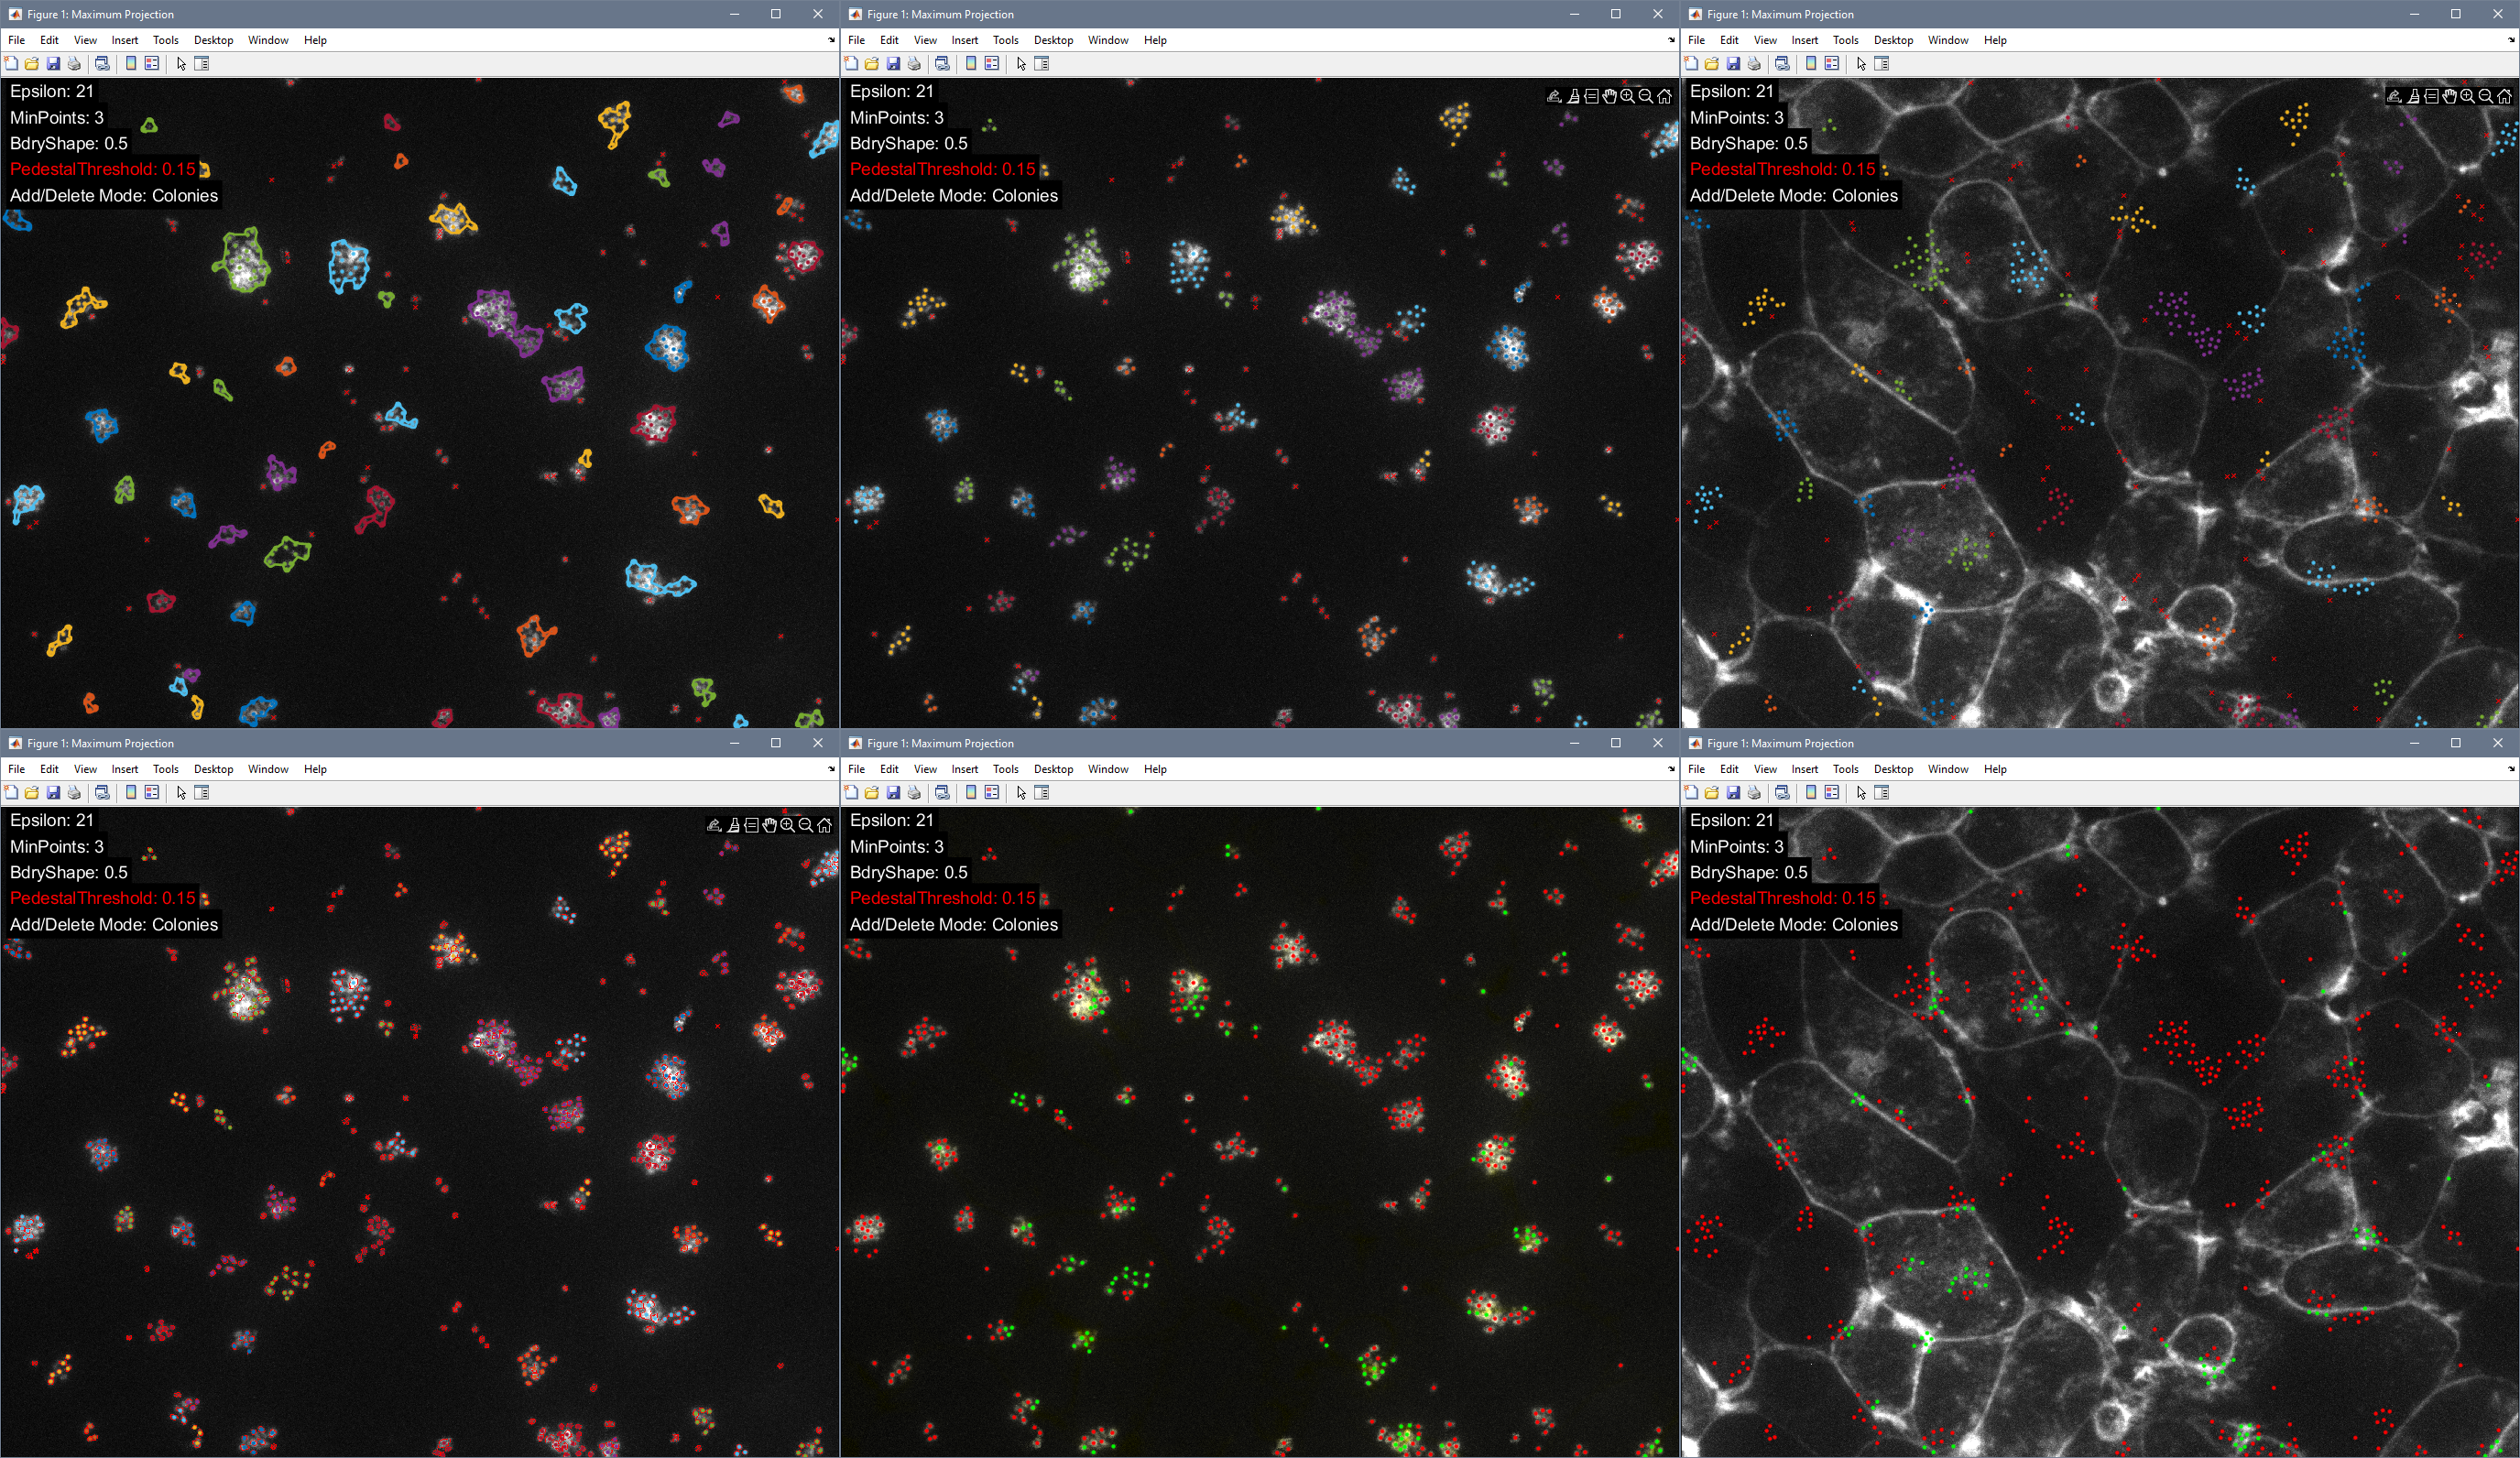 Figure 1: Maximum Projection
File Edit View Insert Tools Desktop Window Help
Epsilon: 21
MinPoints: 3
BdryShape: 0.5
PedestalThreshold: 0.15
Add/Delete Mode: Colonies
Figure 1: Maximum Projection
File Edit View Insert Tools Desktop Window Help
Epsilon: 21
MinPoints: 3
BdryShape: 0.5
PedestalThreshold: 0.15
Add/Delete Mode: Colonies
Figure 1: Maximum Projection
File Edit View Insert Tools Desktop Window Help
Epsilon: 21
MinPoints: 3
BdryShape: 0.5
PedestalThreshold: 0.15
Add/Delete Mode: Colonies
Figure 1: Maximum Projection
File Edit View Insert Tools Desktop Window Help
Epsilon: 21
MinPoints: 3
BdryShape: 0.5
PedestalThreshold: 0.15
Add/Delete Mode: Colonies
Figure 1: Maximum Projection
File Edit View Insert Tools Desktop Window Help
Epsilon: 21
MinPoints: 3
BdryShape: 0.5
PedestalThreshold: 0.15
Add/Delete Mode: Colonies
Figure 1: Maximum Projection
File Edit View Insert Tools Desktop Window Help
Epsilon: 21
MinPoints: 3
BdryShape: 0.5
PedestalThreshold: 0.15
Add/Delete Mode: Colonies